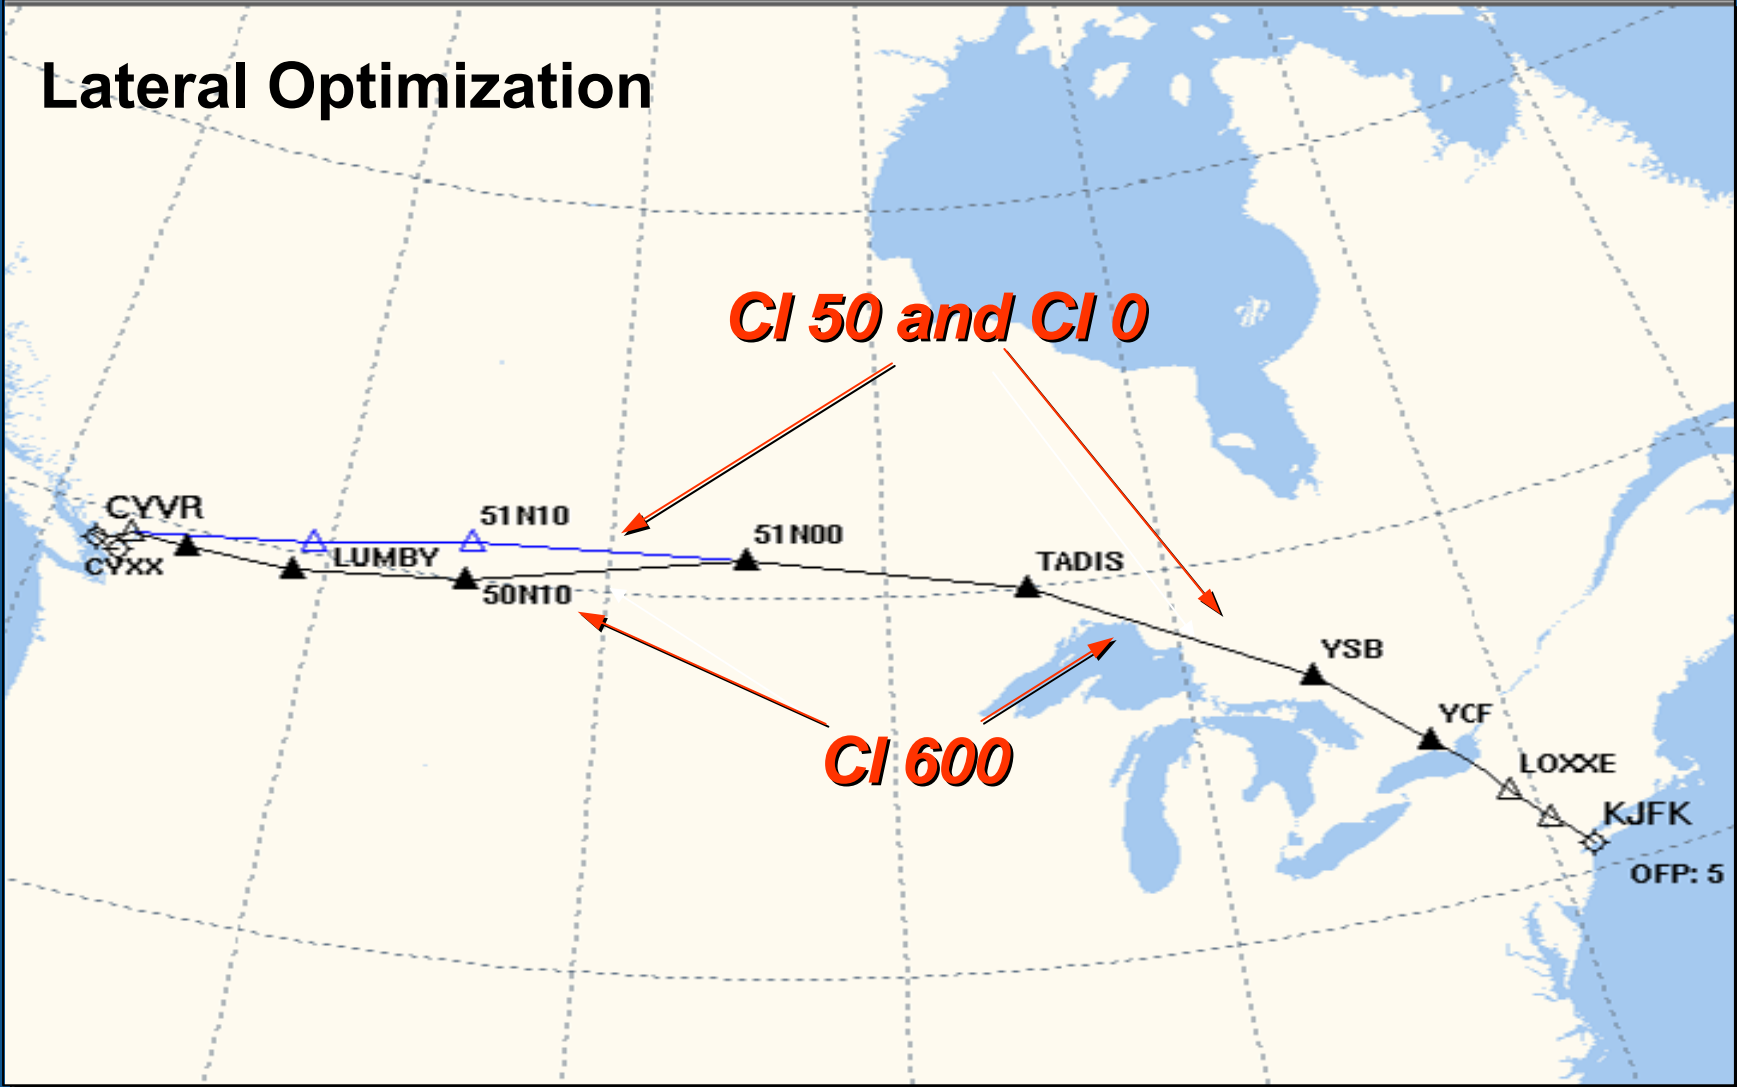 Lateral Optimization
CI 50 and CI 0
CYVR
51N10
51N00
LUMBY
TADIS
CYXX
50N10
YSB
YCF
CI 600
LOXXE
KJFK
OFP: 5